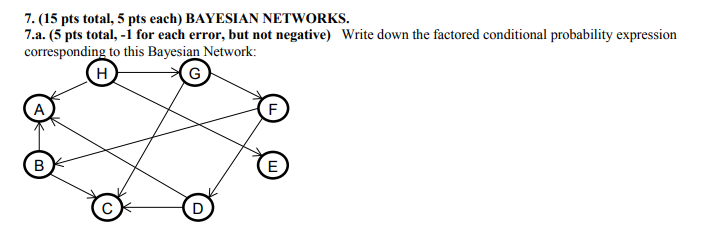 7. (15 pts total, 5 pts each) BAYESIAN NETWORKS.
7.a. (5 pts total, -1 for each error, but not negative) Write down the factored conditional probability expression
corresponding to this Bayesian Network:
H
G
A
F
B
E
C
D